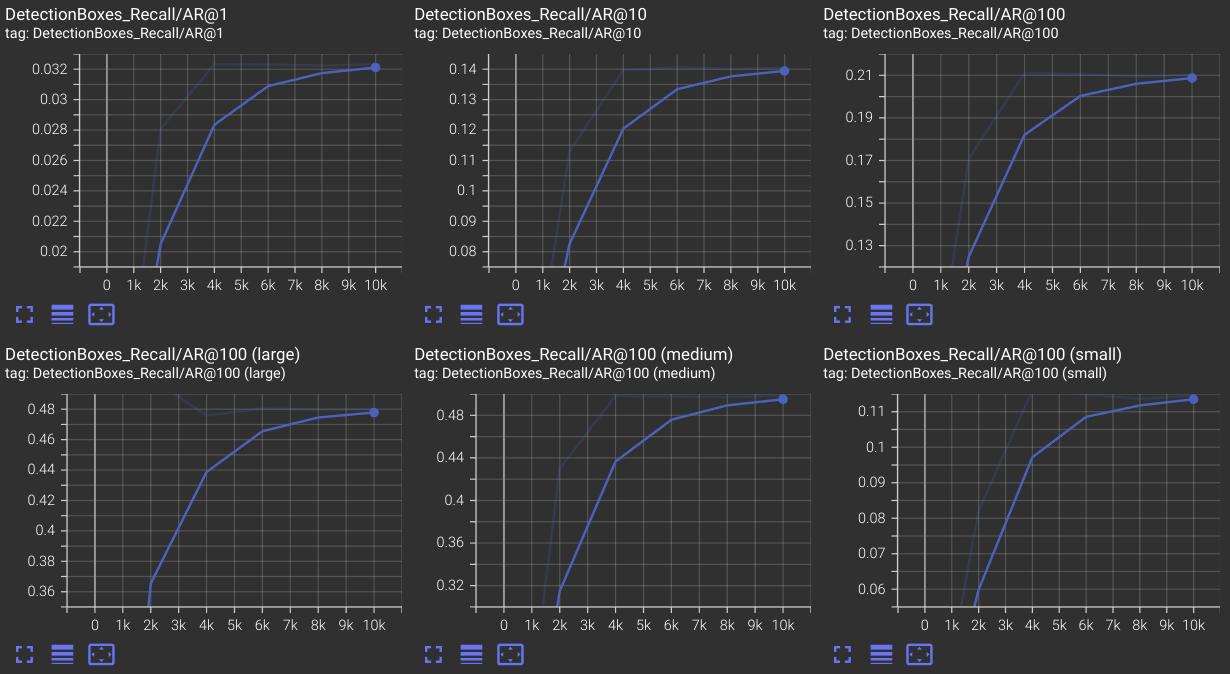 DetectionBoxes_Recall/AR@1
tag: DetectionBoxes_Recall/AR@1
0.032
0.03
0.028
0.026
0.024
0.022
0.02
0 1k 2k 3k 4k 5k 6k 7k 8k 9k 10k
DetectionBoxes_Recall/AR@10
tag: DetectionBoxes_Recall/AR@10
0.14
0.13
0.12
0.11
0.1
0.09
0.08
0 1k 2k 3k 4k 5k 6k 7k 8k 9k 10k
DetectionBoxes_Recall/AR@100
tag: DetectionBoxes_Recall/AR@100
0.21
0.19
0.17
0.15
0.13
0 1k 2k 3k 4k 5k 6k 7k 8k 9k 10k
DetectionBoxes_Recall/AR@100 (large)
tag: DetectionBoxes_Recall/AR@100 (large)
0.48
0.46
0.44
0.42
0.4
0.38
0.36
0 1k 2k 3k 4k 5k 6k 7k 8k 9k 10k
DetectionBoxes_Recall/AR@100 (medium)
tag: DetectionBoxes_Recall/AR@100 (medium)
0.48
0.44
0.4
0.36
0.32
0 1k 2k 3k 4k 5k 6k 7k 8k 9k 10k
DetectionBoxes_Recall/AR@100 (small)
tag: DetectionBoxes_Recall/AR@100 (small)
0.11
0.1
0.09
0.08
0.07
0.06
0 1k 2k 3k 4k 5k 6k 7k 8k 9k 10k